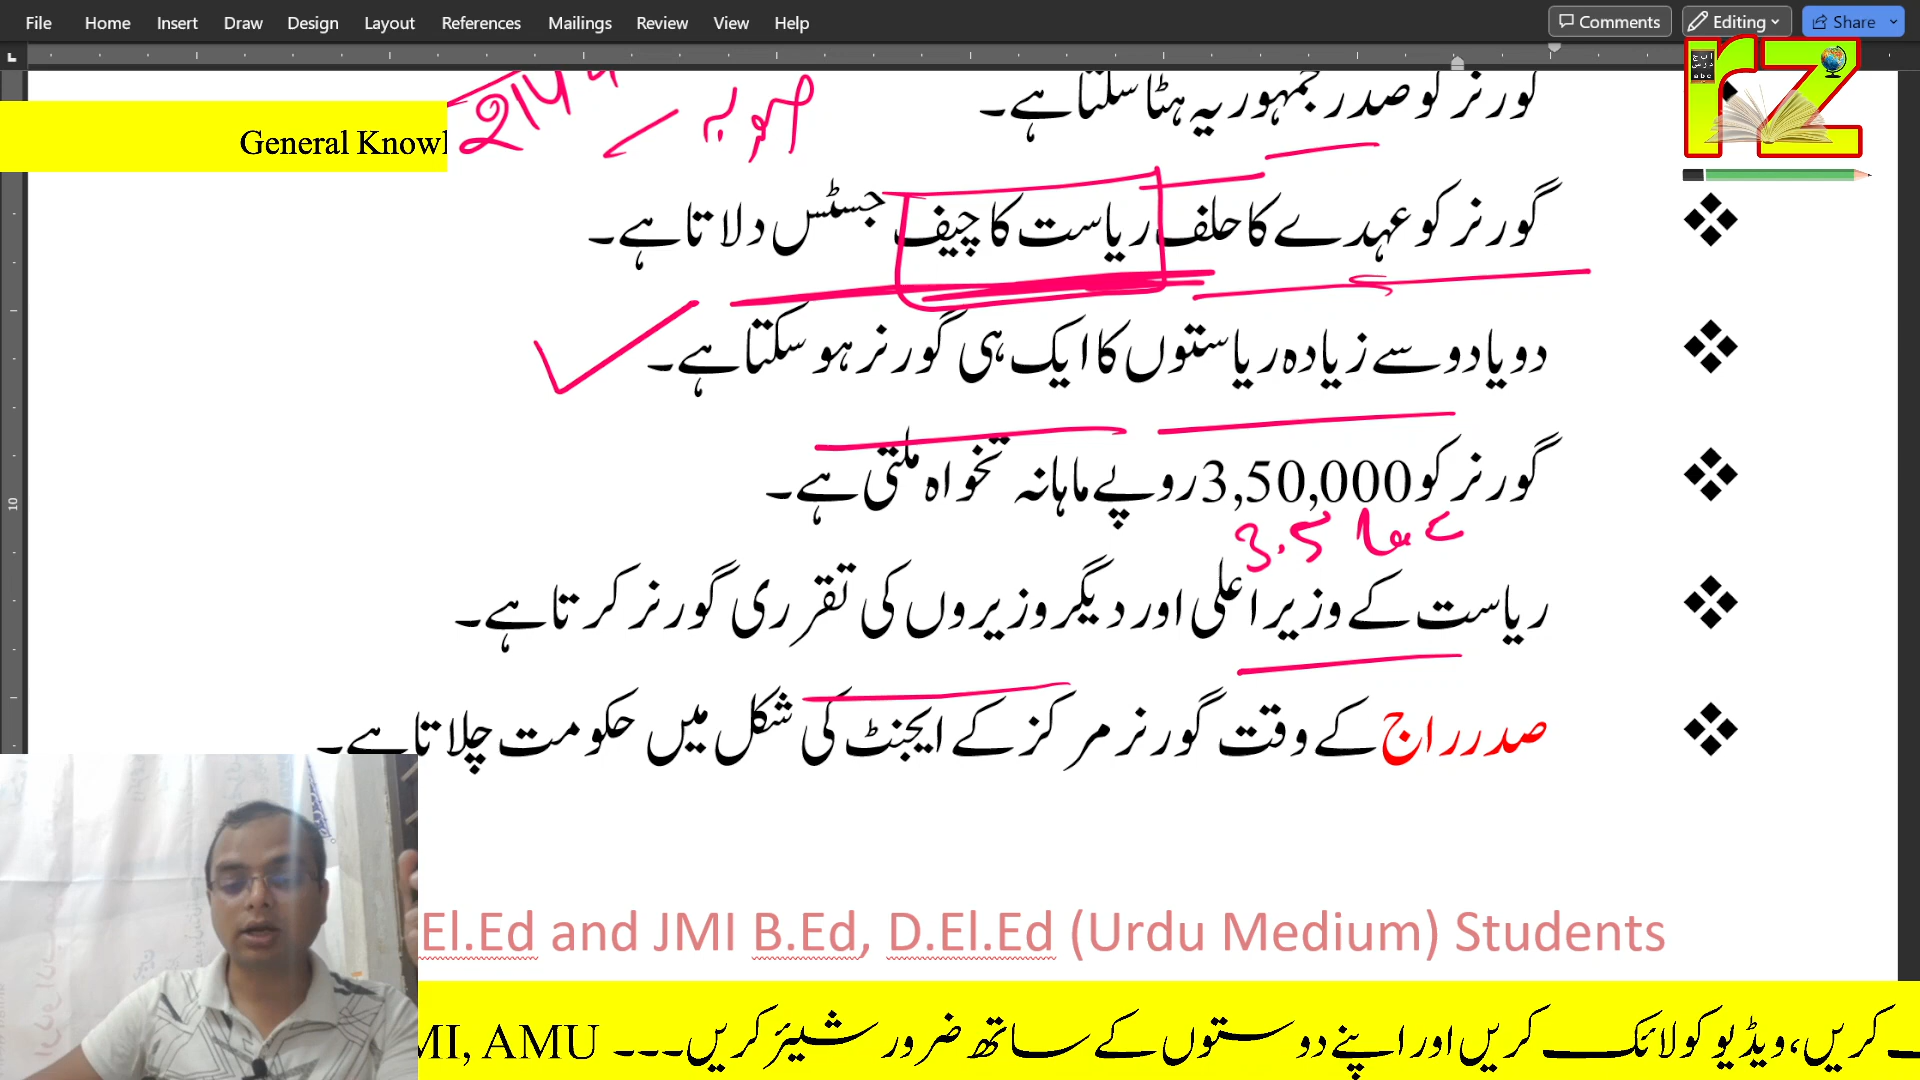 File Home Insert Draw Design Layout References Mailings Review View Help Comments Editing Share
گورنر کو صدر جمہوریہ ہٹا سکتا ہے۔
General Knowl
صوبہ
گورنر کو عہدے کا حلف ریاست کا چیف جسٹس دلاتا ہے۔
دو یا دو سے زیادہ ریاستوں کا ایک ہی گورنر ہو سکتا ہے۔
گورنر کو 3,50,000 روپے ماہانہ تنخواہ ملتی ہے۔
3.5 lac
ریاست کے وزیر اعلی اور دیگر وزیروں کی تقرری گورنر کرتا ہے۔
صدر راج کے وقت گورنر مرکز کے ایجنٹ کی شکل میں حکومت چلاتا ہے۔
El.Ed and JMI B.Ed, D.El.Ed (Urdu Medium) Students
کریں، ویڈیو کو لائک کریں اور اپنے دوستوں کے ساتھ ضرور شیئر کریں۔۔۔ MI, AMU